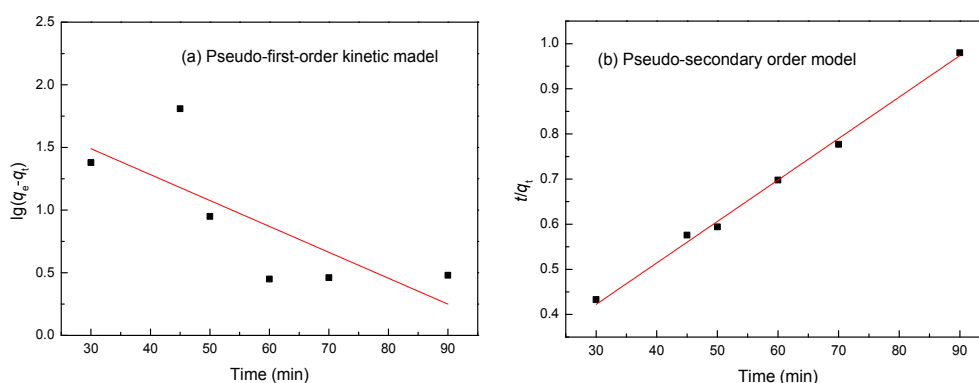 (a) Pseudo-first-order kinetic madel
lg(qₑ-qₜ)
2.5
2.0
1.5
1.0
0.5
0.0
30 40 50 60 70 80 90
Time (min)
(b) Pseudo-secondary order model
t/qₜ
1.0
0.9
0.8
0.7
0.6
0.5
0.4
30 40 50 60 70 80 90
Time (min)